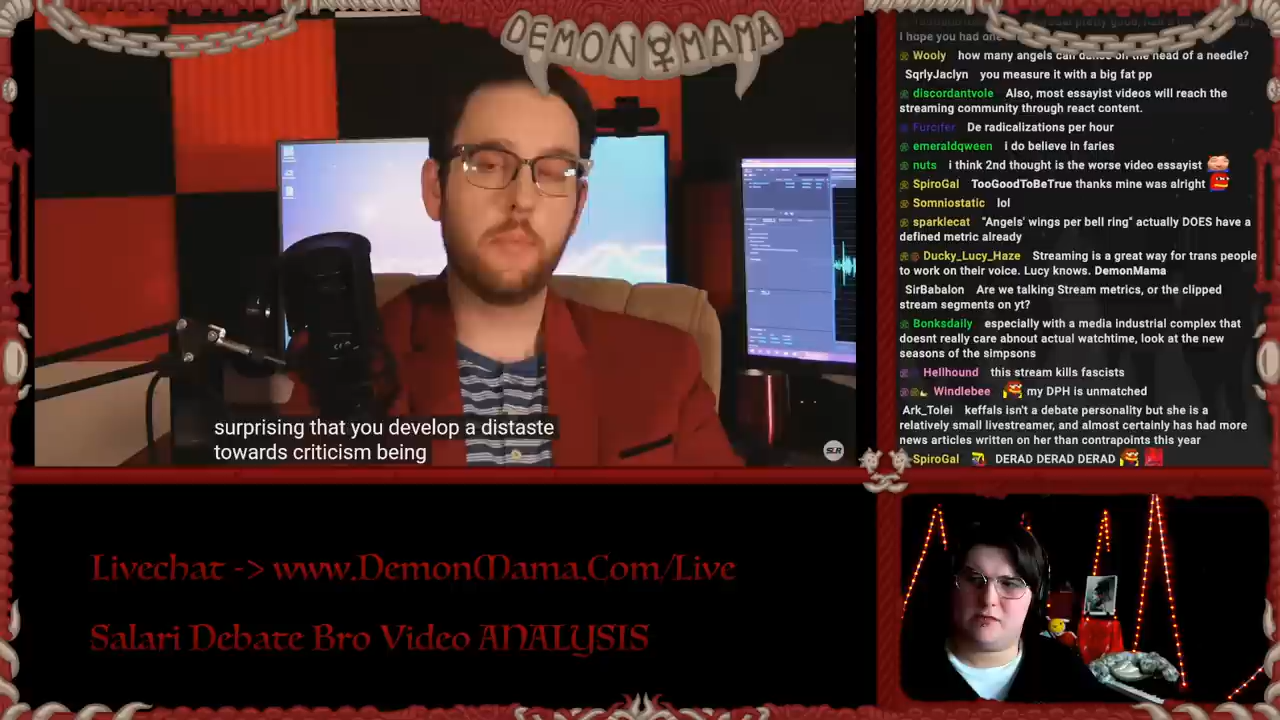 DEMON MAMA
I hope you had one
Wooly how many angels can dance on the head of a needle?
SqrlyJaclyn you measure it with a big fat pp
discordantvole Also, most essayist videos will reach the
streaming community through react content.
Furcifer De radicalizations per hour
emeraldqween i do believe in faries
nuts i think 2nd thought is the worse video essayist
SpiroGal TooGood ToBeTrue thanks mine was alright
Somniostatic lol
sparklecat "Angels' wings per bell ring" actually DOES have a
defined metric already
Ducky_Lucy_Haze Streaming is a great way for trans people
to work on their voice. Lucy knows. DemonMama
SirBabalon Are we talking Stream metrics, or the clipped
stream segments on yt?
Bonksdaily especially with a media industrial complex that
doesnt really care about actual watchtime, look at the new
seasons of the simpsons
Hellhound this stream kills fascists
Windlebee my DPH is unmatched
Ark_Tolei keffals isn't a debate personality but she is a
relatively small livestreamer, and almost certainly has had more
news articles written on her than contrapoints this year
SpiroGal DERAD DERAD DERAD
surprising that you develop a distaste
towards criticism being
SLR
Livechat -> www.DemonMama.Com/Live
Salari Debate Bro Video ANALYSIS